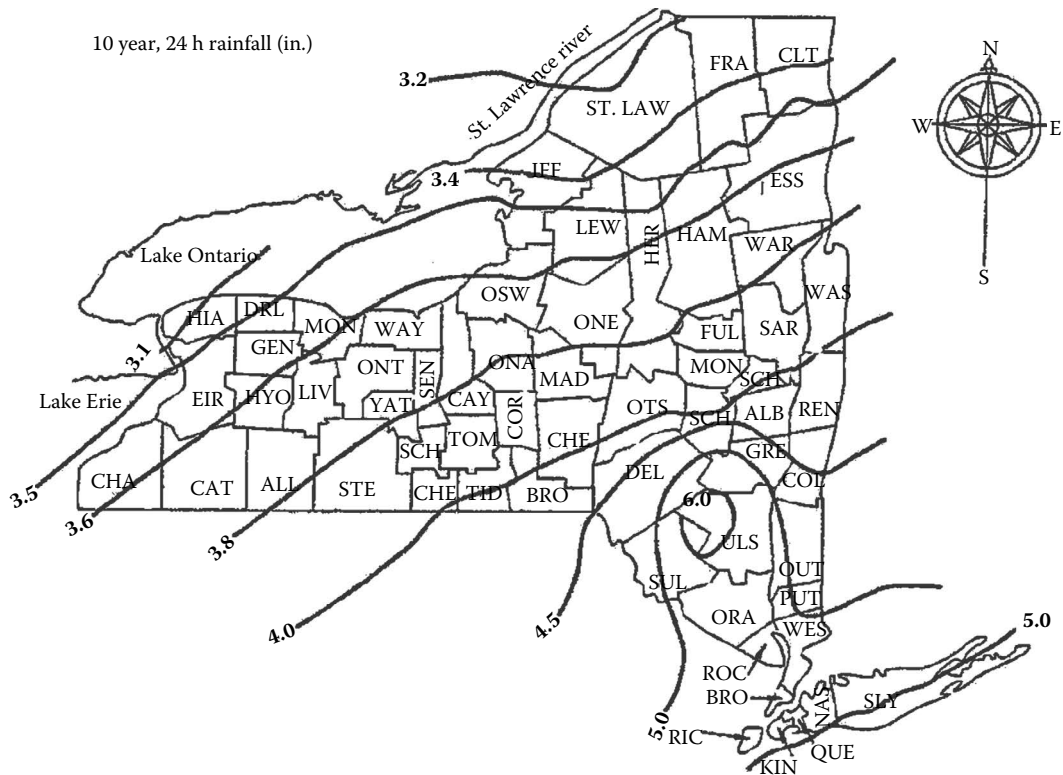 10 year, 24 h rainfall (in.)
N
W
E
S
3.2
St. Lawrence river
FRA
CLT
ST. LAW
3.4
JFF
ESS
LEW
HER
HAM
WAR
Lake Ontario
OSW
WAS
HIA
DRL
MON
WAY
ONE
FUL
SAR
3.1
GEN
ONT
SEN
ONA
MAD
MON
SCH
Lake Erie
EIR
HYO
LIV
YAT
CAY
COR
OTS
SCH
ALB
REN
SCH
TOM
CHE
GRE
DEL
COL
CHA
CAT
ALL
STE
CHE
TID
BRO
3.5
3.6
6.0
3.8
ULS
SUL
OUT
PUT
4.0
4.5
ORA
WES
5.0
ROC
BRO
NAS
SLY
5.0
RIC
KIN
QUE